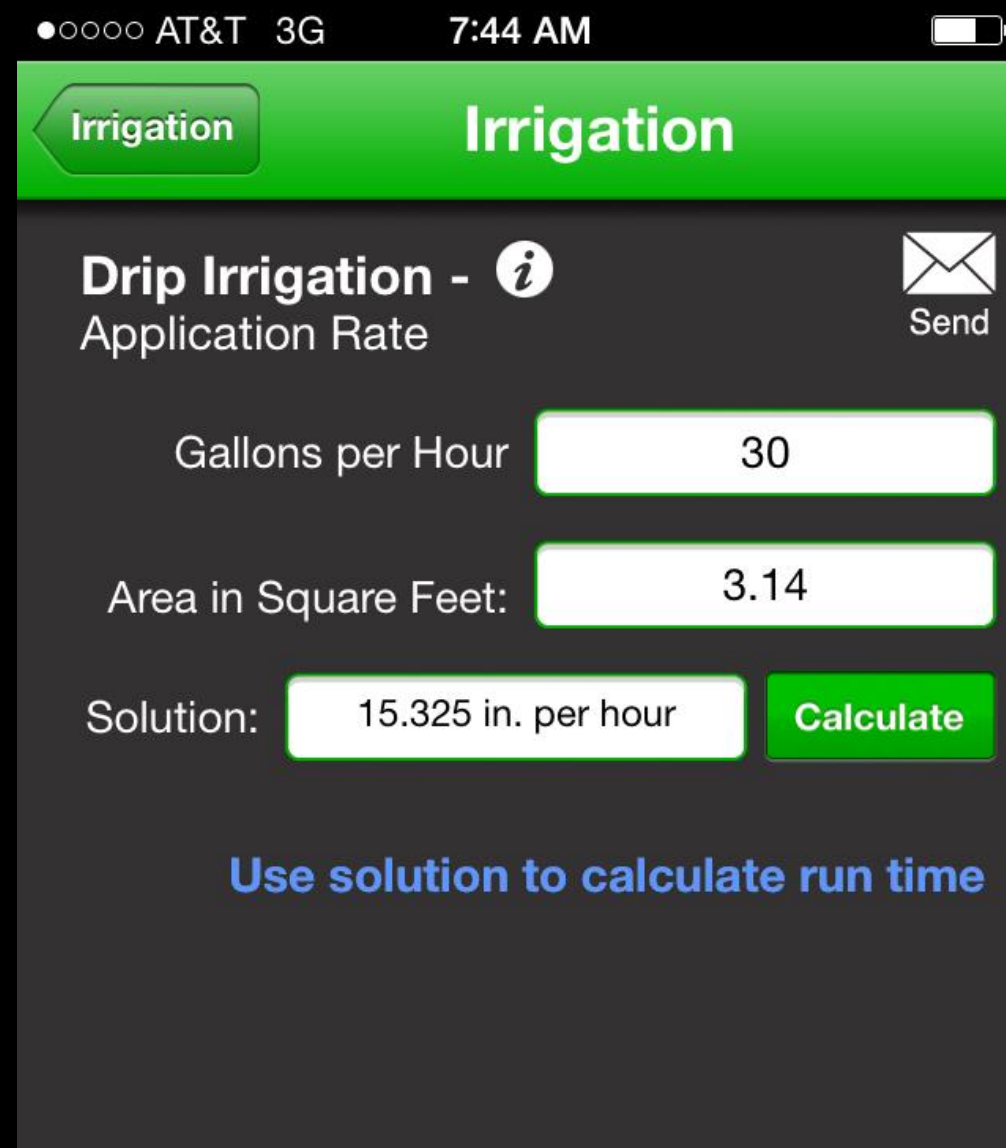 AT&T 3G 7:44 AM
Irrigation Irrigation
Drip Irrigation - i
Application Rate
Send
Gallons per Hour 30
Area in Square Feet: 3.14
Solution: 15.325 in. per hour Calculate
Use solution to calculate run time